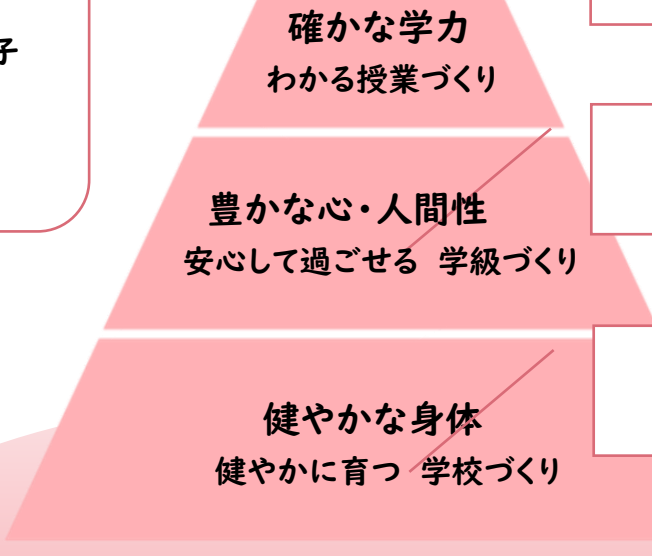 子
確かな学力
わかる授業づくり
豊かな心・人間性
安心して過ごせる 学級づくり
健やかな身体
健やかに育つ 学校づくり